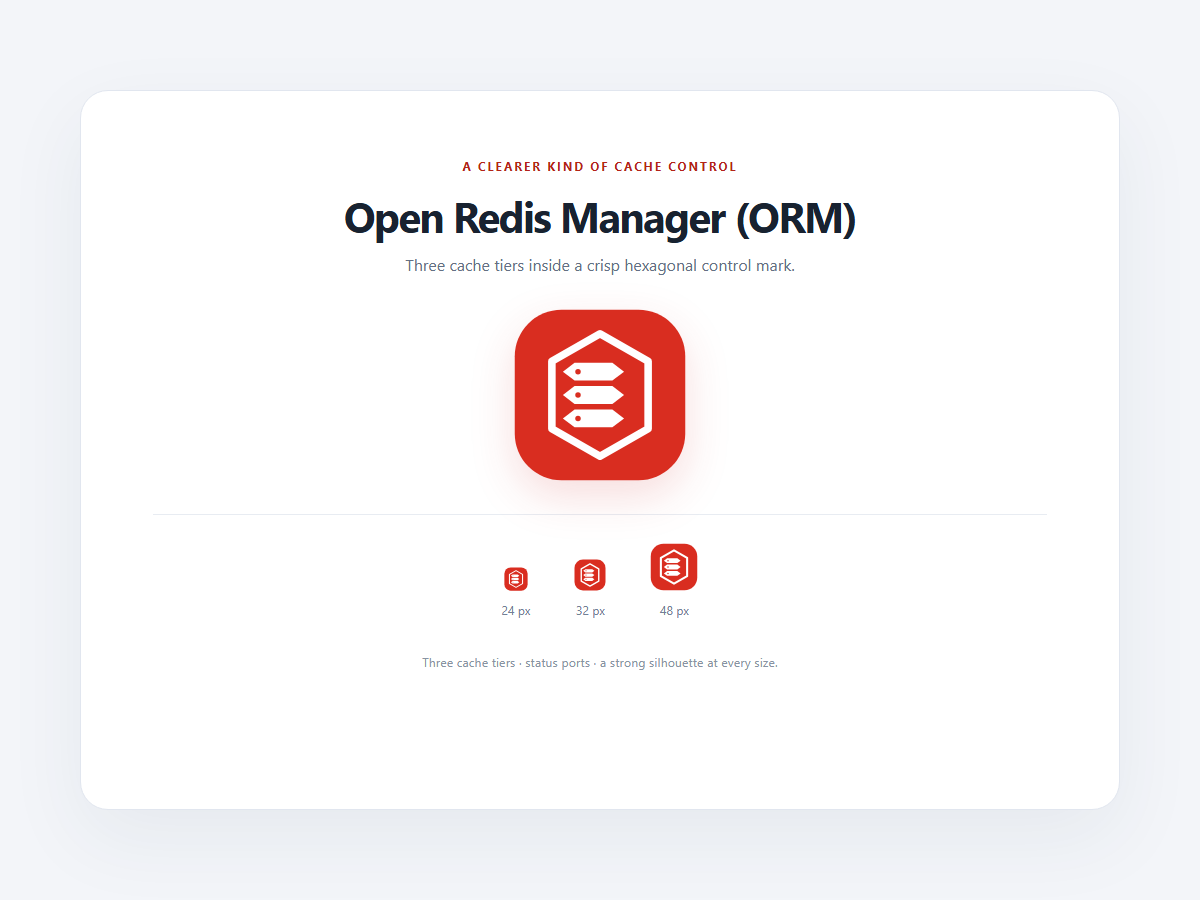 A CLEARER KIND OF CACHE CONTROL
Open Redis Manager (ORM)
Three cache tiers inside a crisp hexagonal control mark.
24 px
32 px
48 px
Three cache tiers · status ports · a strong silhouette at every size.